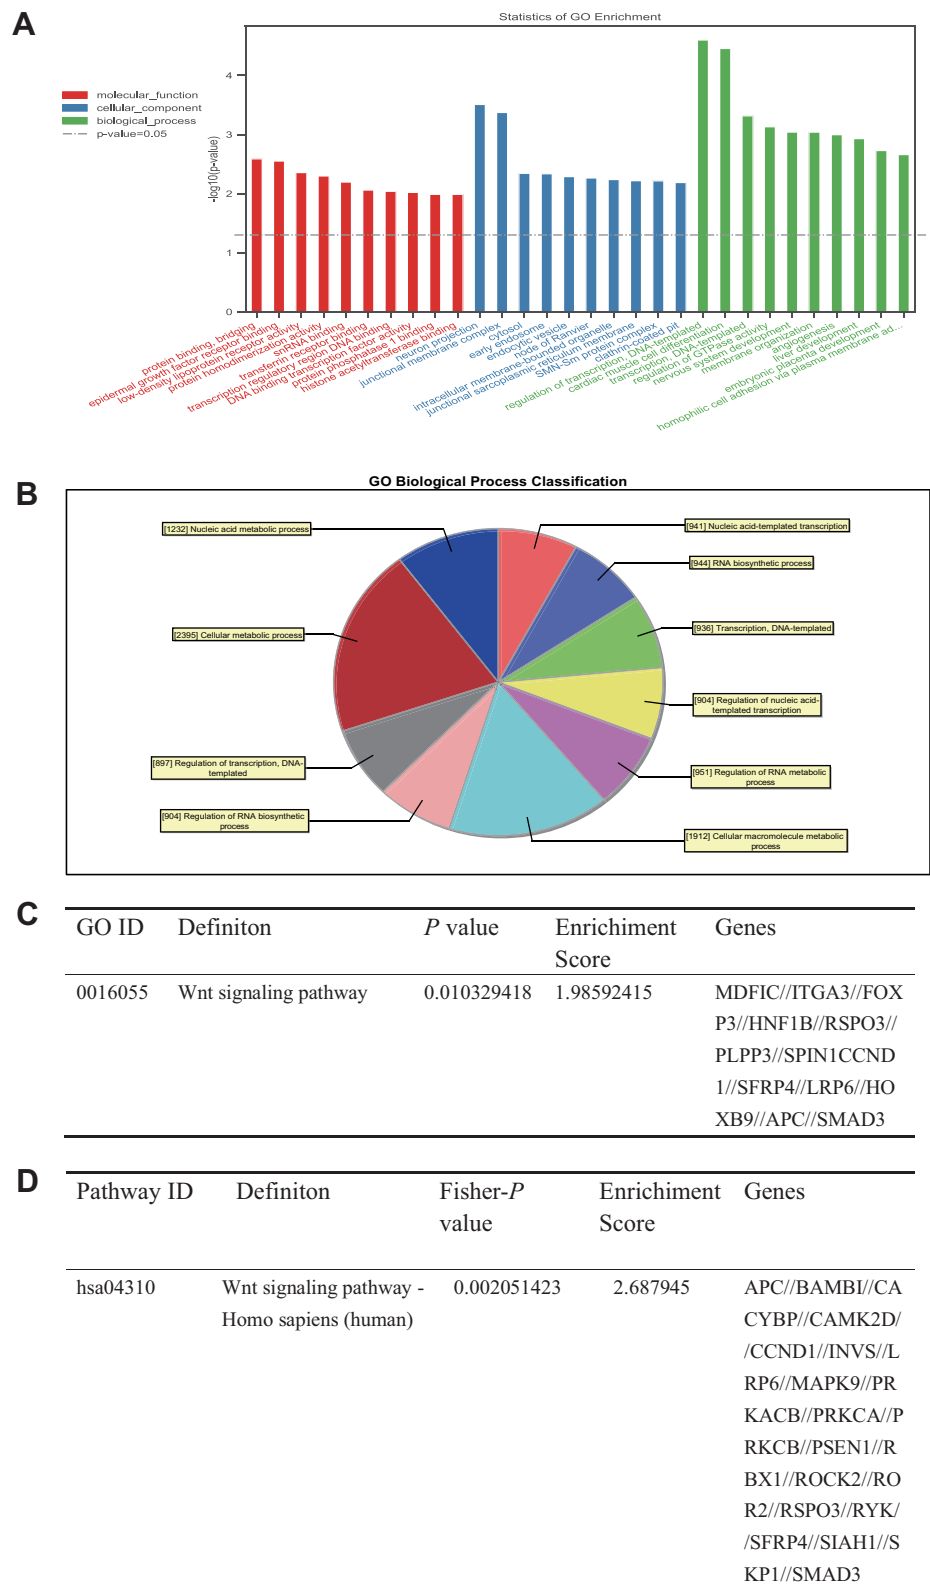 A
Statistics of GO Enrichment
molecular_function
cellular_component
biological_process
p-value=0.05
-log10(p-value)
4
3
2
1
0
protein binding, bridging
epidermal growth factor receptor binding
low-density lipoprotein receptor activity
protein homodimerization activity
snRNA binding
transferrin receptor binding
transcription regulatory region DNA binding
DNA binding transcription factor activity
protein phosphatase 1 binding
histone acetyltransferase binding
neuron projection
junctional membrane complex
cytosol
early endosome
endocytic vesicle
node of Ranvier
intracellular membrane-bounded organelle
junctional sarcoplasmic reticulum membrane
SMN-Sm protein complex
clathrin-coated pit
regulation of transcription, DNA-templated
cardiac muscle cell differentiation
transcription, DNA-templated
regulation of GTPase activity
nervous system development
membrane organization
angiogenesis
liver development
embryonic placenta development
homophilic cell adhesion via plasma membrane ad...
B
GO Biological Process Classification
[1232] Nucleic acid metabolic process
[941] Nucleic acid-templated transcription
[944] RNA biosynthetic process
[2395] Cellular metabolic process
[936] Transcription, DNA-templated
[904] Regulation of nucleic acid-
templated transcription
[897] Regulation of transcription, DNA-
templated
[951] Regulation of RNA metabolic
process
[904] Regulation of RNA biosynthetic
process
[1912] Cellular macromolecule metabolic
process
C
GO ID Definiton P value Enrichiment Genes
Score
0016055 Wnt signaling pathway 0.010329418 1.98592415 MDFIC//ITGA3//FOX
P3//HNF1B//RSPO3//
PLPP3//SPIN1CCND
1//SFRP4//LRP6//HO
XB9//APC//SMAD3
D
Pathway ID Definiton Fisher-P Enrichiment Genes
value Score
hsa04310 Wnt signaling pathway - 0.002051423 2.687945 APC//BAMBI//CA
Homo sapiens (human) CYBP//CAMK2D/
/CCND1//INVS//L
RP6//MAPK9//PR
KACB//PRKCA//P
RKCB//PSEN1//R
BX1//ROCK2//RO
R2//RSPO3//RYK/
/SFRP4//SIAH1//S
KP1//SMAD3